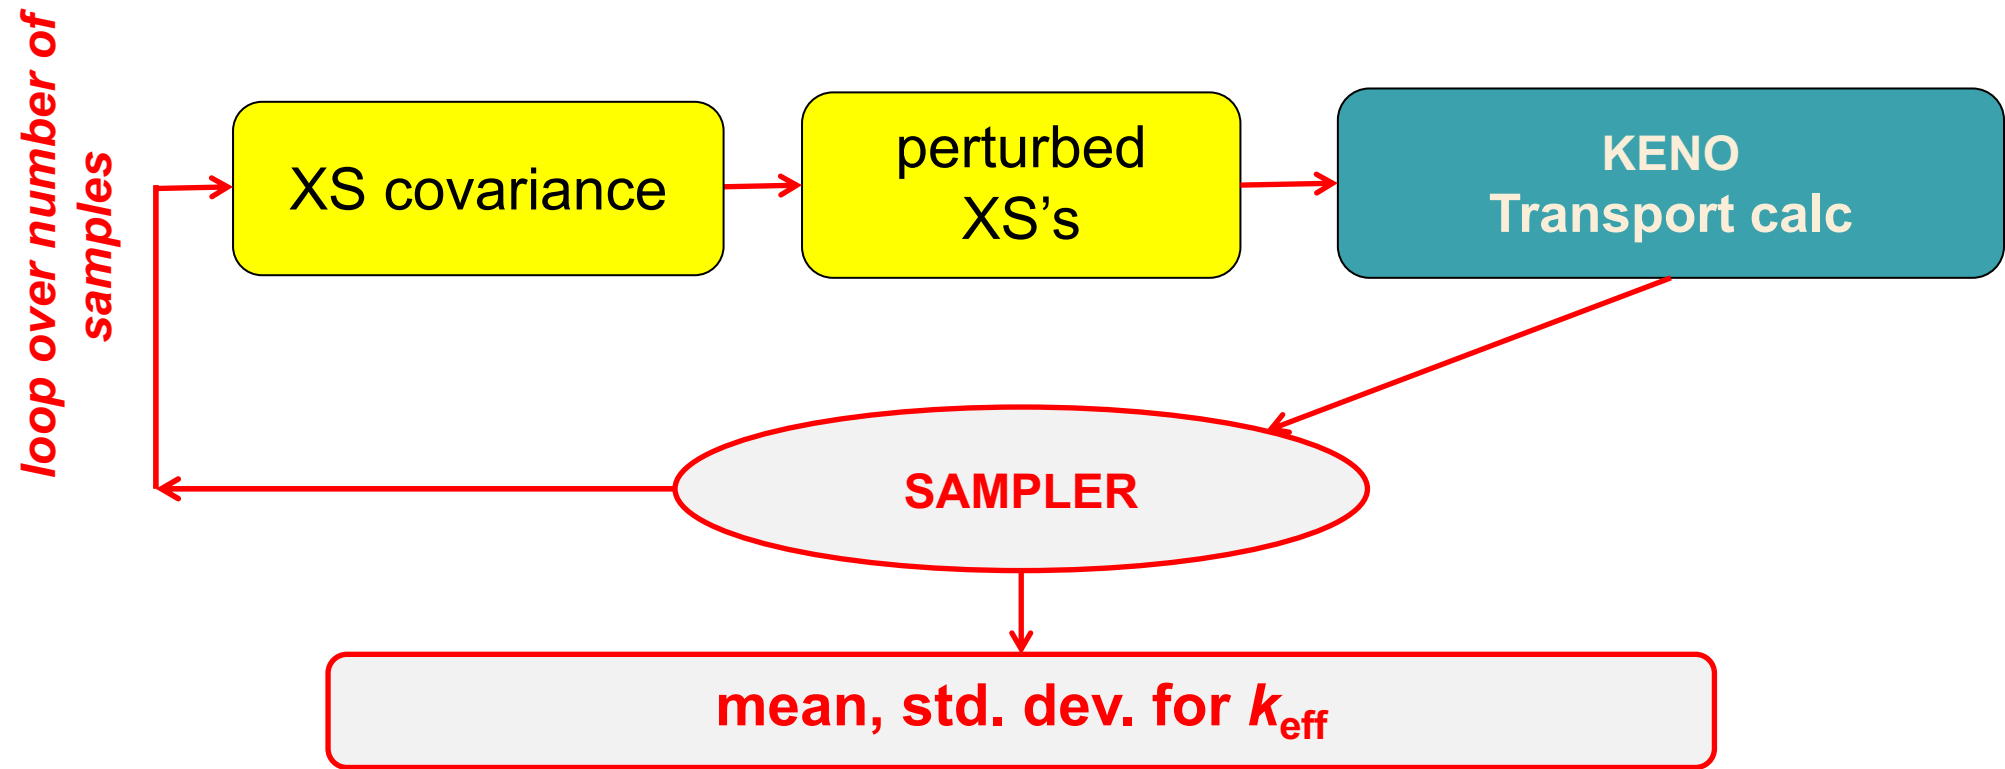 loop over number of
samples
XS covariance
perturbed
XS’s
KENO
Transport calc
SAMPLER
mean, std. dev. for keff